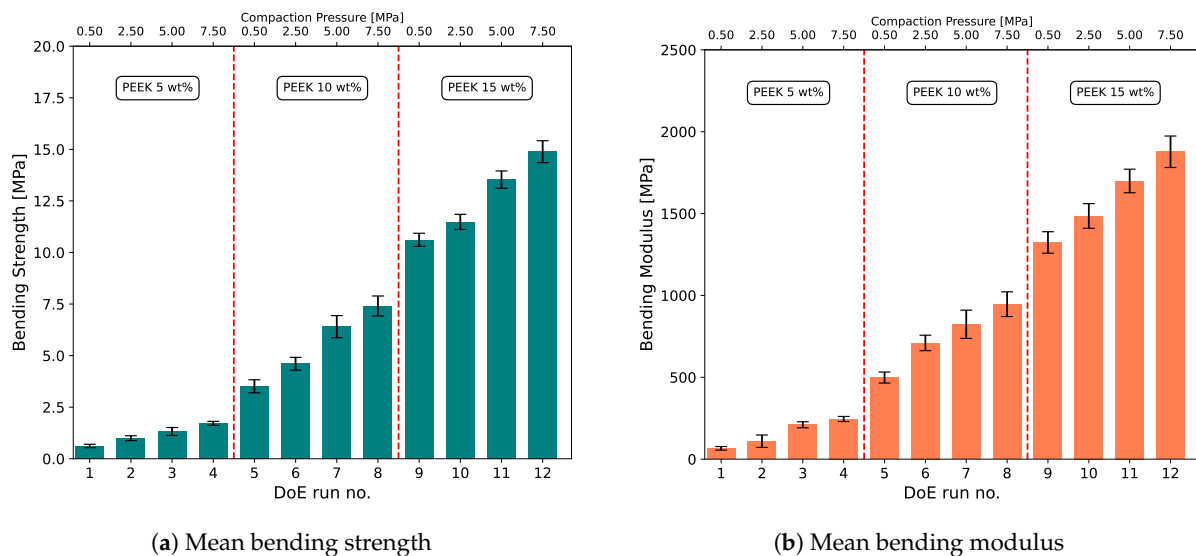 Compaction Pressure [MPa]
0.50 2.50 5.00 7.50 0.50 2.50 5.00 7.50 0.50 2.50 5.00 7.50
20.0
17.5
15.0
12.5
10.0
7.5
5.0
2.5
0.0
Bending Strength [MPa]
PEEK 5 wt% PEEK 10 wt% PEEK 15 wt%
1 2 3 4 5 6 7 8 9 10 11 12
DoE run no.
(a) Mean bending strength
Compaction Pressure [MPa]
0.50 2.50 5.00 7.50 0.50 2.50 5.00 7.50 0.50 2.50 5.00 7.50
2500
2000
1500
1000
500
0
Bending Modulus [MPa]
PEEK 5 wt% PEEK 10 wt% PEEK 15 wt%
1 2 3 4 5 6 7 8 9 10 11 12
DoE run no.
(b) Mean bending modulus